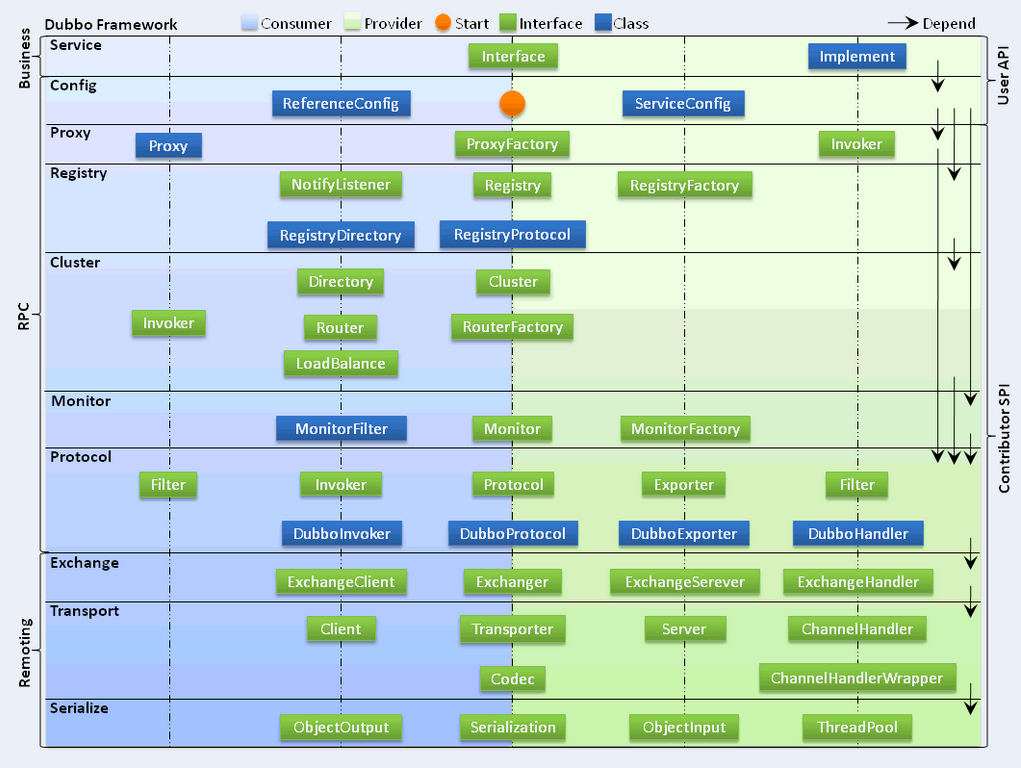 Dubbo Framework Consumer Provider Start Interface Class Depend
Business
User API
RPC
Contributor SPI
Remoting
Service
Interface Implement
Config
ReferenceConfig ServiceConfig
Proxy
Proxy ProxyFactory Invoker
Registry
NotifyListener Registry RegistryFactory
RegistryDirectory RegistryProtocol
Cluster
Directory Cluster
Invoker Router RouterFactory
LoadBalance
Monitor
MonitorFilter Monitor MonitorFactory
Protocol
Filter Invoker Protocol Exporter Filter
DubboInvoker DubboProtocol DubboExporter DubboHandler
Exchange
ExchangeClient Exchanger ExchangeSerever ExchangeHandler
Transport
Client Transporter Server ChannelHandler
Codec ChannelHandlerWrapper
Serialize
ObjectOutput Serialization ObjectInput ThreadPool